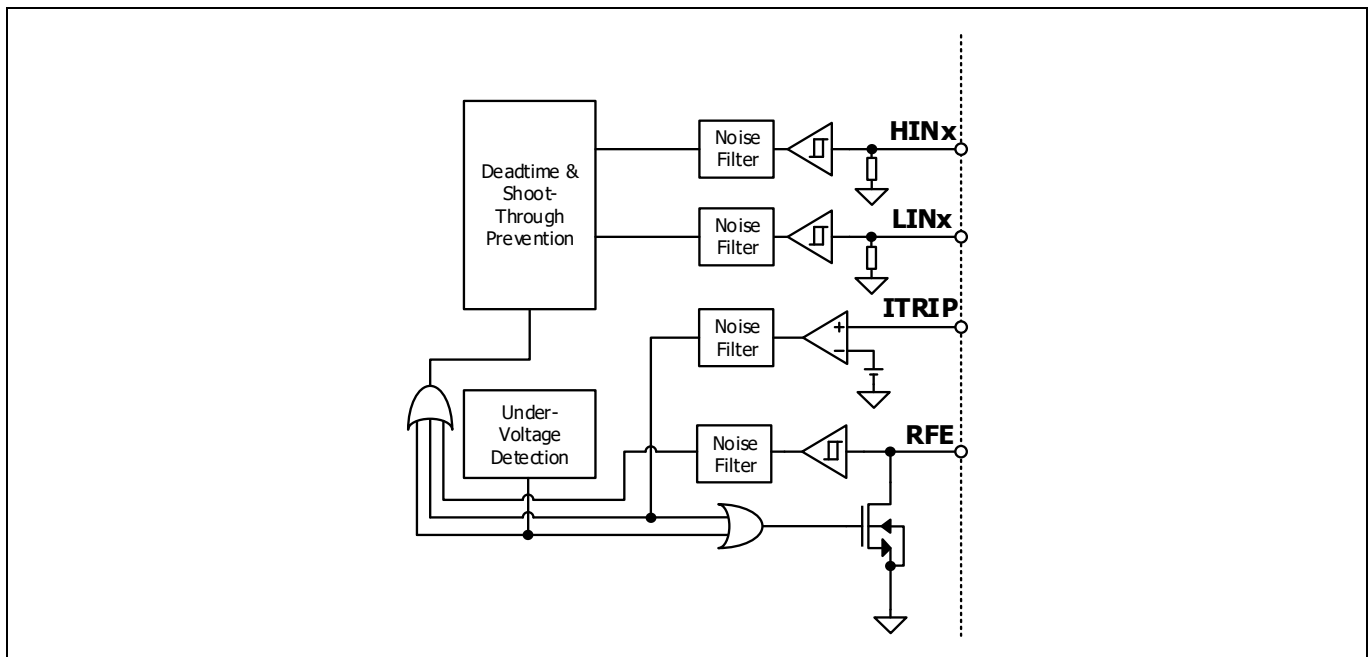 Deadtime &
Shoot-
Through
Prevention
Noise
Filter
HINx
Noise
Filter
LINx
Noise
Filter
+
−
ITRIP
Under-
Voltage
Detection
Noise
Filter
RFE